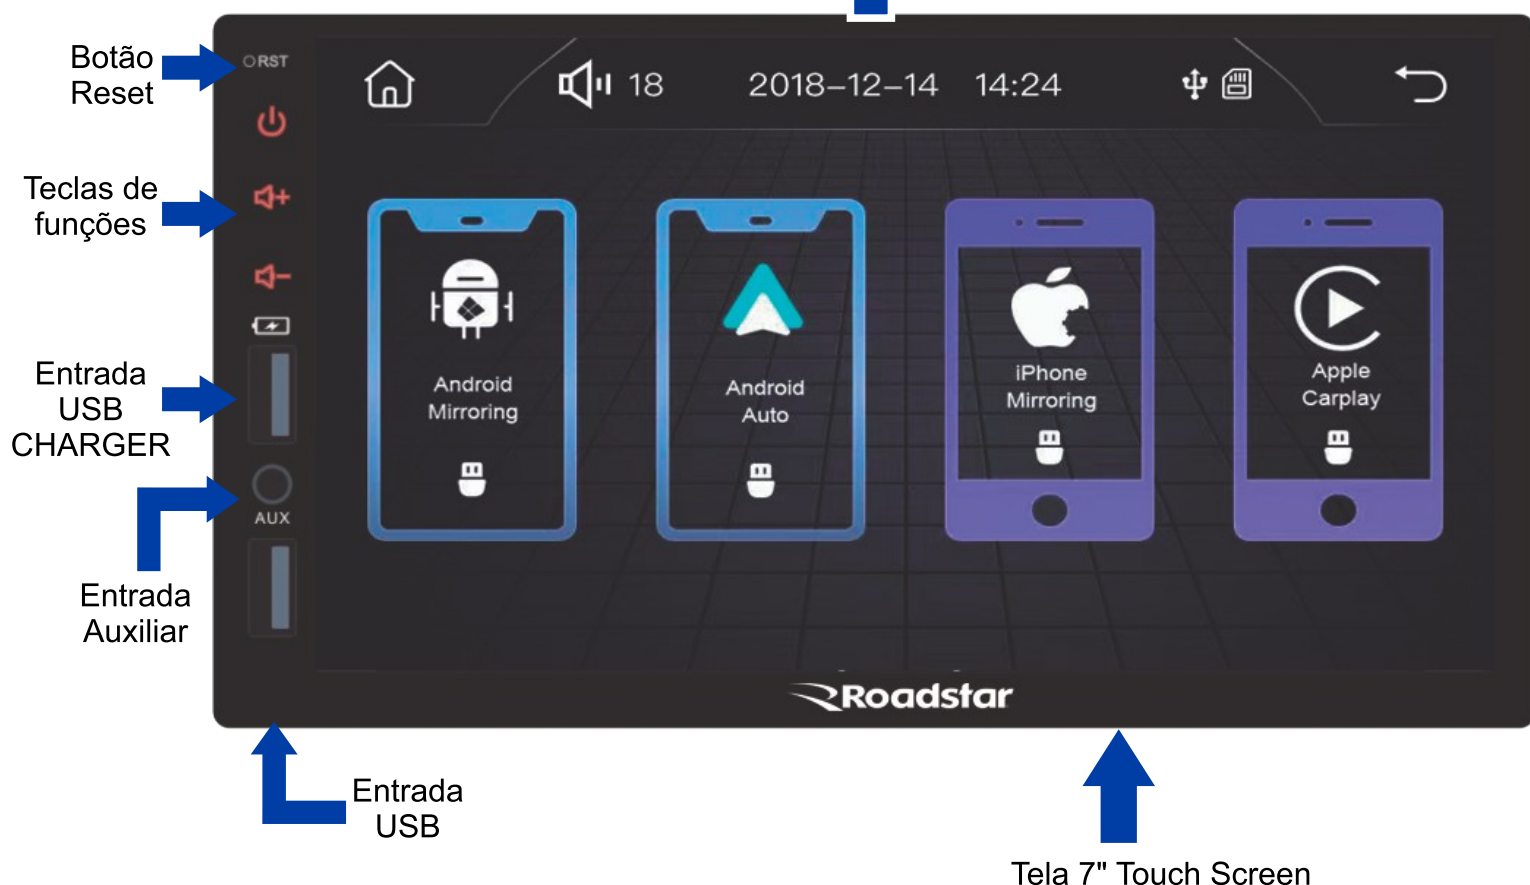 Botão
Reset
RST
18
2018–12–14
14:24
Teclas de
funções
Android
Mirroring
Android
Auto
iPhone
Mirroring
Apple
Carplay
Entrada
USB
CHARGER
AUX
Entrada
Auxiliar
Roadstar
Entrada
USB
Tela 7" Touch Screen